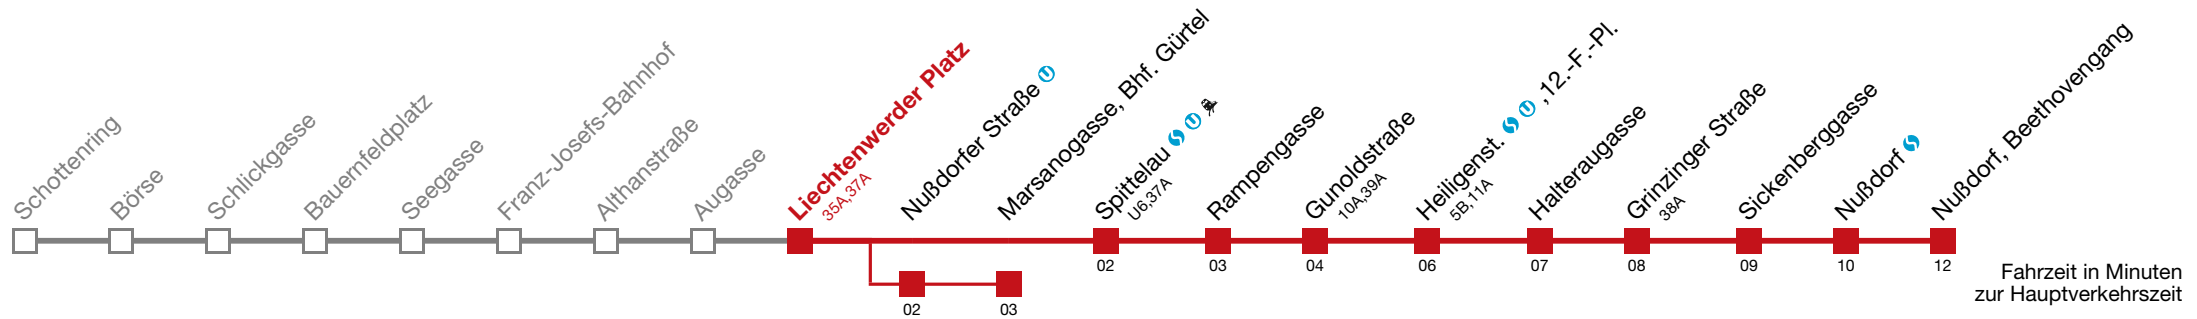 Schottenring
Börse
Schlickgasse
Bauernfeldplatz
Seegasse
Franz-Josefs-Bahnhof
Althanstraße
Augasse
Liechtenwerder Platz
35A,37A
Nußdorfer Straße U
02
Marsanogasse, Bhf. Gürtel
03
Spittelau S U
U6,37A
02
Rampengasse
03
Gunoldstraße
10A,39A
04
Heiligenst. S U ,12.-F.-Pl.
5B,11A
06
Halteraugasse
07
Grinzinger Straße
38A
08
Sickenberggasse
09
Nußdorf S
10
Nußdorf, Beethovengang
12
Fahrzeit in Minuten
zur Hauptverkehrszeit